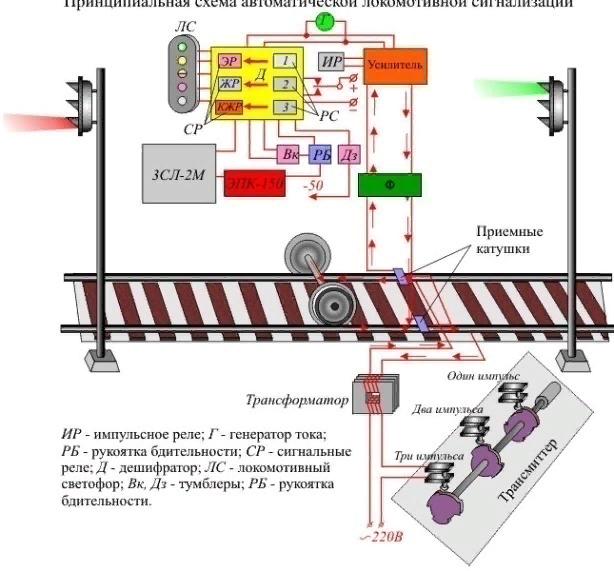 Принципиальная схема автоматической локомотивной сигнализации
ЛС
Г
ЭР
1
Д
ЖР
2
КЖР
3
СР
РС
ИР
Усилитель
+
–
ЗСЛ-2М
ЭПК-150
Вк
РБ
Дз
-50
Ф
Приемные
катушки
Трансформатор
Один импульс
Два импульса
Три импульса
Трансмиттер
ИР - импульсное реле; Г - генератор тока;
РБ - рукоятка бдительности; СР - сигнальные
реле; Д - дешифратор; ЛС - локомотивный
светофор; Вк, Дз - тумблеры; РБ - рукоятка
бдительности.
~220В